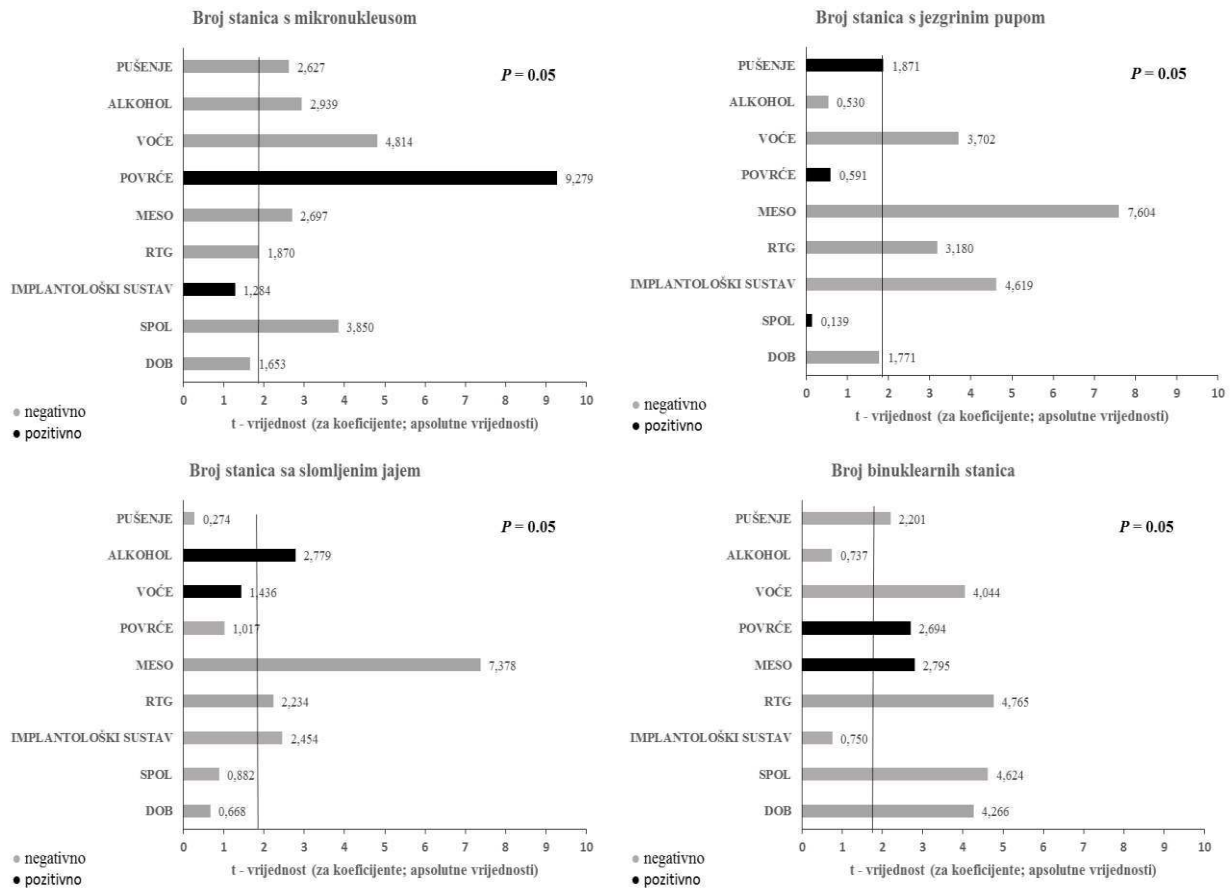 Broj stanica s mikronukleusom
P = 0.05
PUŠENJE 2,627
ALKOHOL 2,939
VOĆE 4,814
POVRĆE 9,279
MESO 2,697
RTG 1,870
IMPLANTOLOŠKI SUSTAV 1,284
SPOL 3,850
DOB 1,653
0 1 2 3 4 5 6 7 8 9 10
negativno
pozitivno
t - vrijednost (za koeficijente; apsolutne vrijednosti)
Broj stanica s jezgrinim pupom
P = 0.05
PUŠENJE 1,871
ALKOHOL 0,530
VOĆE 3,702
POVRĆE 0,591
MESO 7,604
RTG 3,180
IMPLANTOLOŠKI SUSTAV 4,619
SPOL 0,139
DOB 1,771
0 1 2 3 4 5 6 7 8 9 10
negativno
pozitivno
t - vrijednost (za koeficijente; apsolutne vrijednosti)
Broj stanica sa slomljenim jajem
P = 0.05
PUŠENJE 0,274
ALKOHOL 2,779
VOĆE 1,436
POVRĆE 1,017
MESO 7,378
RTG 2,234
IMPLANTOLOŠKI SUSTAV 2,454
SPOL 0,882
DOB 0,668
0 1 2 3 4 5 6 7 8 9 10
negativno
pozitivno
t - vrijednost (za koeficijente; apsolutne vrijednosti)
Broj binuklearnih stanica
P = 0.05
PUŠENJE 2,201
ALKOHOL 0,737
VOĆE 4,044
POVRĆE 2,694
MESO 2,795
RTG 4,765
IMPLANTOLOŠKI SUSTAV 0,750
SPOL 4,624
DOB 4,266
0 1 2 3 4 5 6 7 8 9 10
negativno
pozitivno
t - vrijednost (za koeficijente; apsolutne vrijednosti)